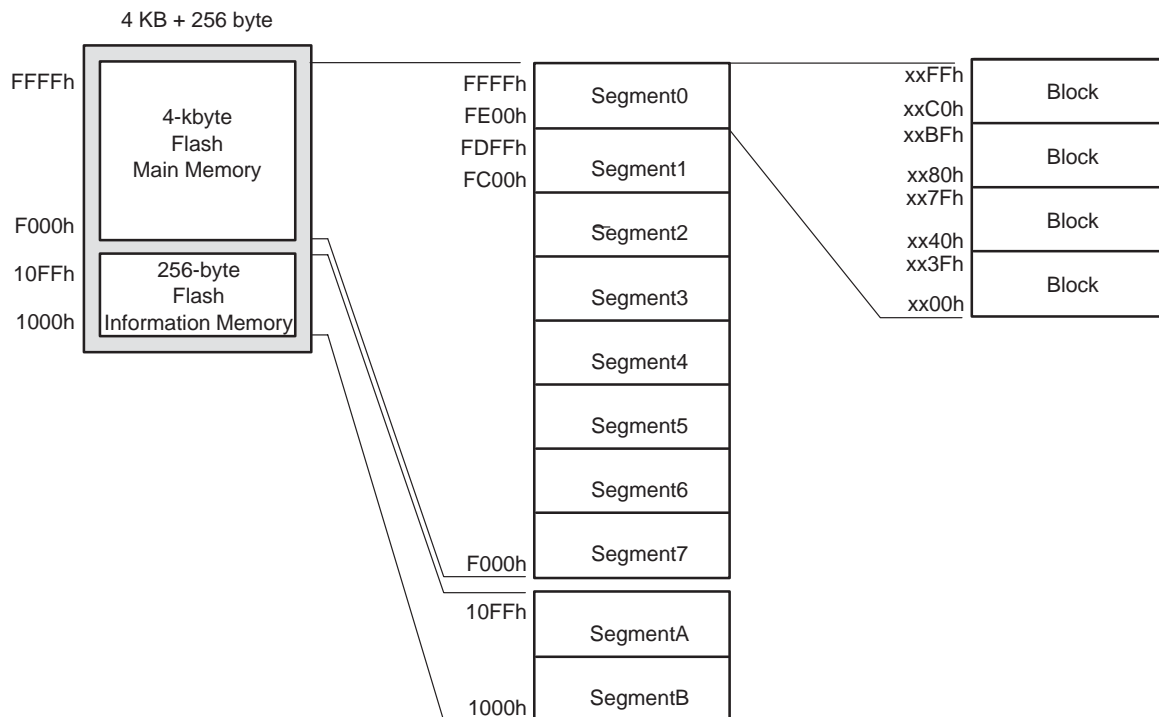 4 KB + 256 byte
FFFFh
4-kbyte
Flash
Main Memory
F000h
10FFh
256-byte
Flash
Information Memory
1000h
FFFFh
Segment0
FE00h
FDFFh
Segment1
FC00h
Segment2
Segment3
Segment4
Segment5
Segment6
Segment7
F000h
10FFh
SegmentA
SegmentB
1000h
xxFFh
Block
xxC0h
xxBFh
Block
xx80h
xx7Fh
Block
xx40h
xx3Fh
Block
xx00h